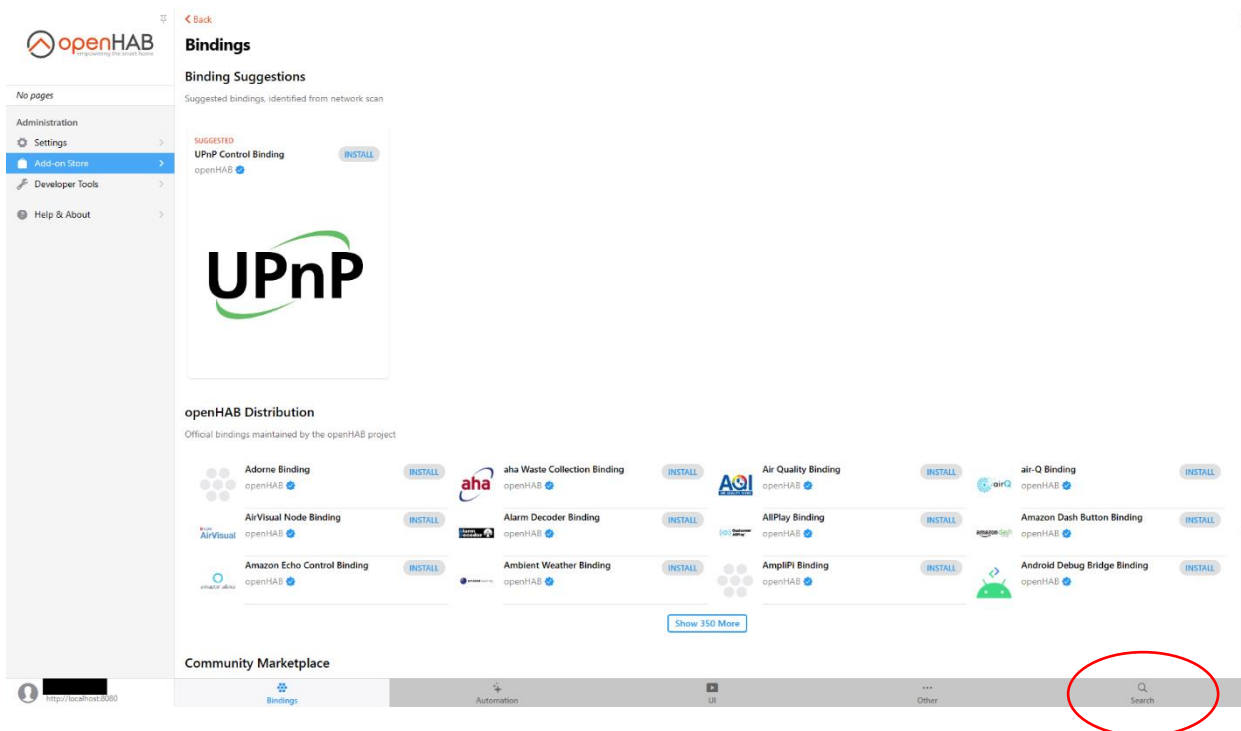 openHAB
empowering the smart home
No pages
Administration
Settings
Add-on Store
Developer Tools
Help & About
http://localhost:8080
Back
Bindings
Binding Suggestions
Suggested bindings, identified from network scan
SUGGESTED
UPnP Control Binding INSTALL
openHAB
UPnP
openHAB Distribution
Official bindings maintained by the openHAB project
Adorne Binding INSTALL
openHAB
aha
aha Waste Collection Binding INSTALL
openHAB
AQI
Air Quality Binding INSTALL
openHAB
airQ
air-Q Binding INSTALL
openHAB
AirVisual
AirVisual Node Binding INSTALL
openHAB
Alarm Decoder Binding INSTALL
openHAB
AllPlay Binding INSTALL
openHAB
amazon dash
Amazon Dash Button Binding INSTALL
openHAB
amazon alexa
Amazon Echo Control Binding INSTALL
openHAB
Ambient Weather Binding INSTALL
openHAB
AmpliPi Binding INSTALL
openHAB
Android Debug Bridge Binding INSTALL
openHAB
Show 350 More
Community Marketplace
Bindings Automation UI Other Search